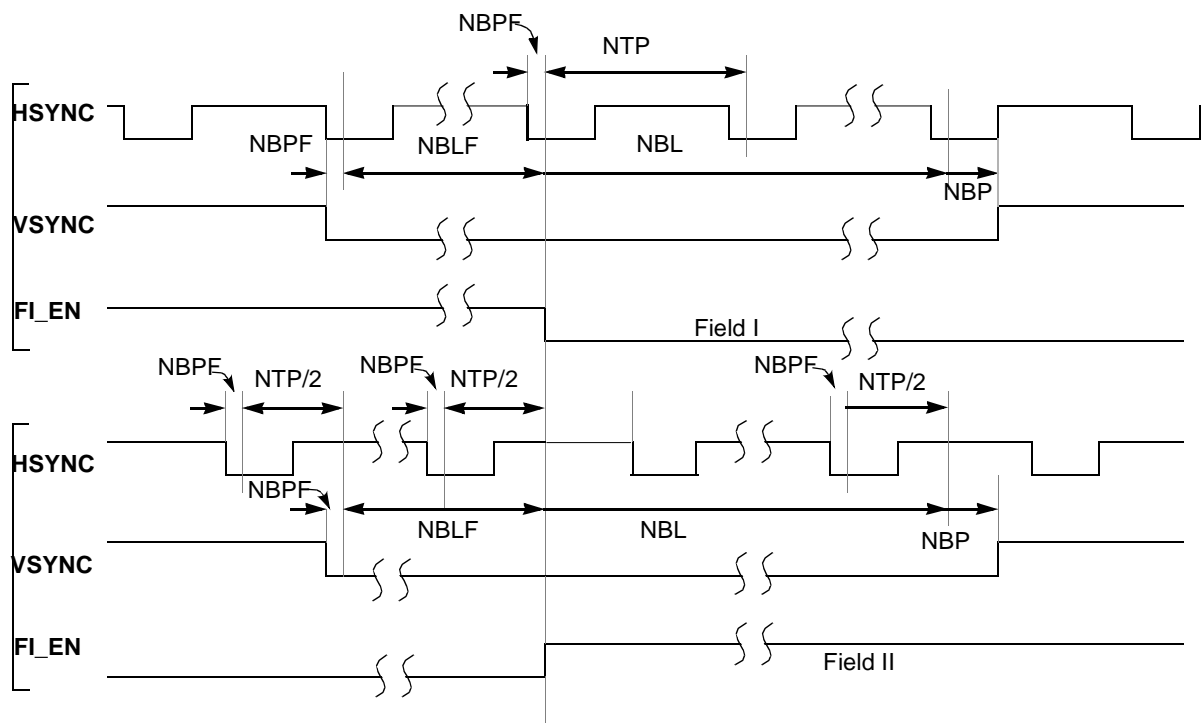 NBPF
NTP
HSYNC
NBPF
NBLF
NBL
NBP
VSYNC
FI_EN
Field I
NBPF
NTP/2
NBPF
NTP/2
NBPF
NTP/2
HSYNC
NBPF
NBLF
NBL
NBP
VSYNC
FI_EN
Field II